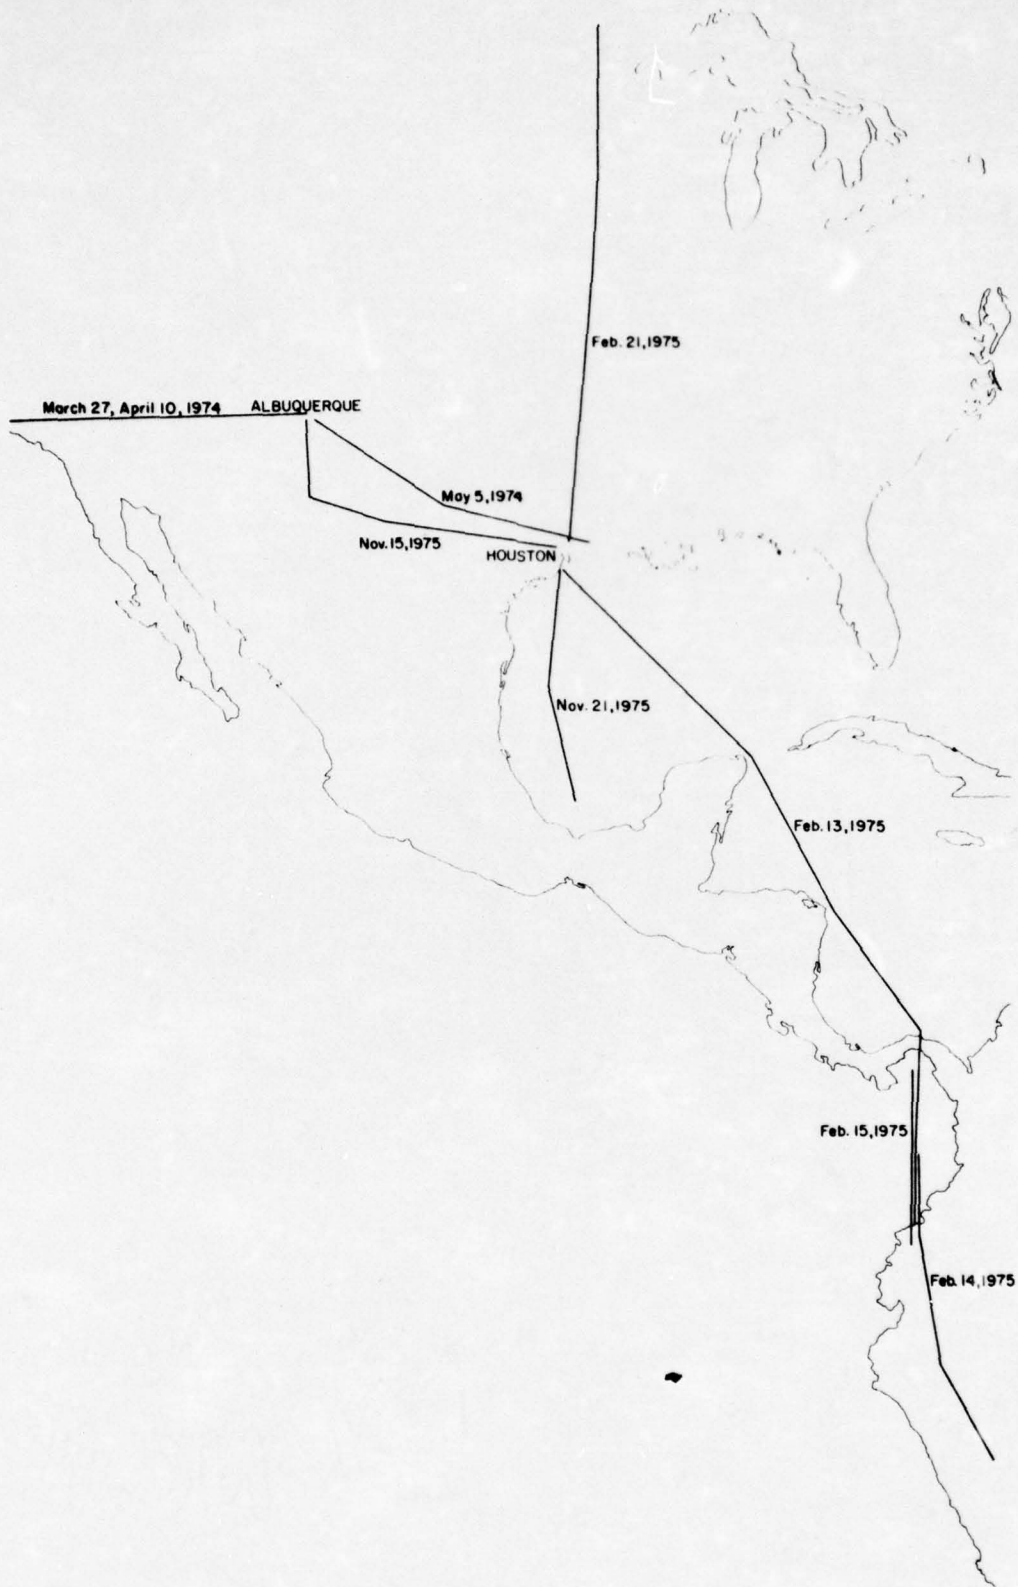 Feb. 21, 1975
March 27, April 10, 1974
ALBUQUERQUE
May 5, 1974
Nov. 15, 1975
HOUSTON
Nov. 21, 1975
Feb. 13, 1975
Feb. 15, 1975
Feb. 14, 1975